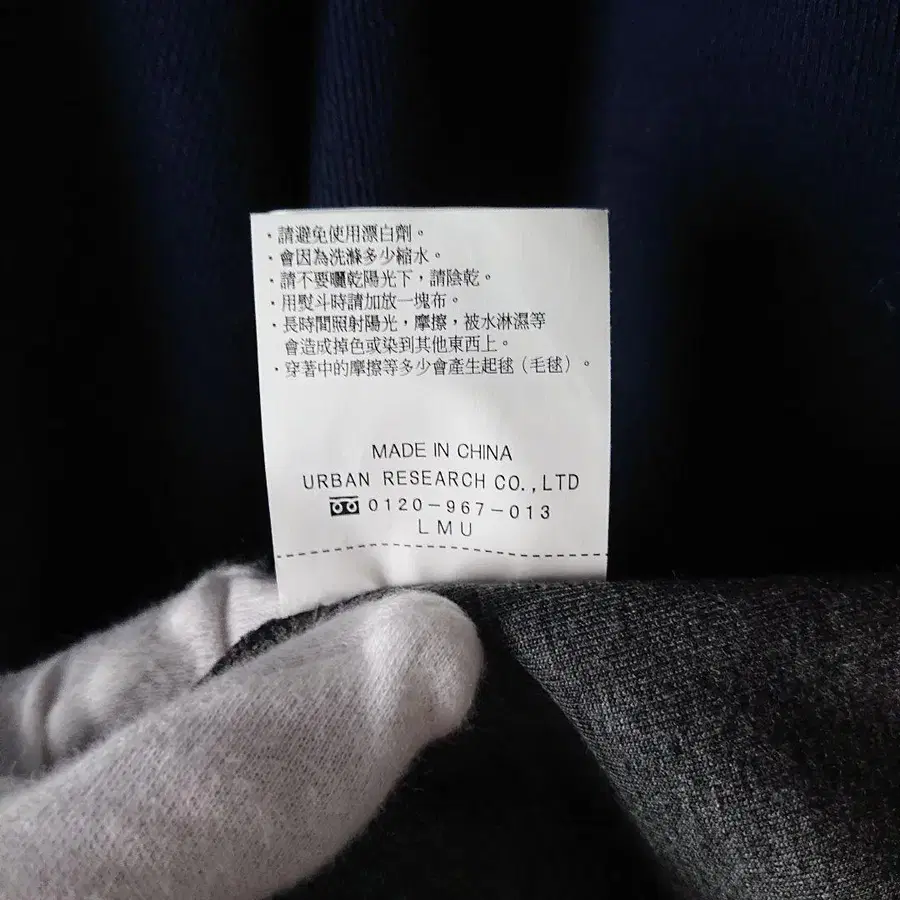 ・請避免使用漂白劑。
・會因為洗滌多少縮水。
・請不要曬乾陽光下，請陰乾。
・用熨斗時請加放一塊布。
・長時間照射陽光，摩擦，被水淋濕等
會造成掉色或染到其他東西上。
・穿著中的摩擦等多少會產生起毬（毛毬）。
MADE IN CHINA
URBAN RESEARCH CO.,LTD
0120-967-013
LMU